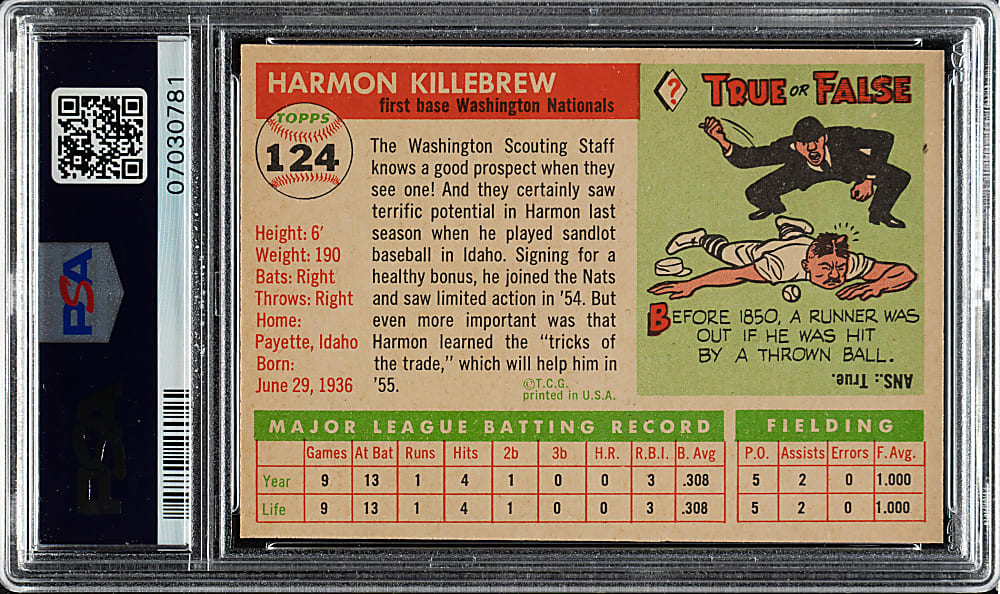 07030781
PSA
PSA
HARMON KILLEBREW
first base Washington Nationals
TOPPS
124
Height: 6'
Weight: 190
Bats: Right
Throws: Right
Home:
Payette, Idaho
Born:
June 29, 1936
The Washington Scouting Staff
knows a good prospect when they
see one! And they certainly saw
terrific potential in Harmon last
season when he played sandlot
baseball in Idaho. Signing for a
healthy bonus, he joined the Nats
and saw limited action in '54. But
even more important was that
Harmon learned the "tricks of
the trade," which will help him in
'55.
©T.C.G.
printed in U.S.A.
?
TRUE OR FALSE
BEFORE 1850, A RUNNER WAS
OUT IF HE WAS HIT
BY A THROWN BALL.
ANS.: True.
MAJOR LEAGUE BATTING RECORD
Games At Bat Runs Hits 2b 3b H.R. R.B.I. B. Avg
Year 9 13 1 4 1 0 0 3 .308
Life 9 13 1 4 1 0 0 3 .308
FIELDING
P.O. Assists Errors F. Avg.
5 2 0 1.000
5 2 0 1.000